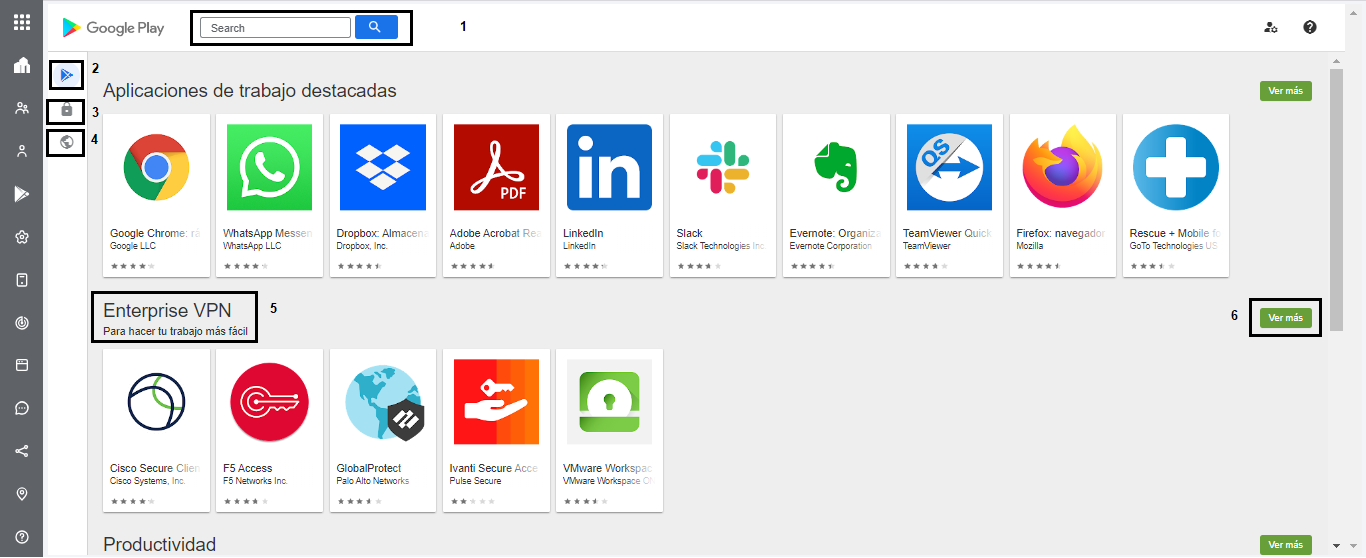 Google Play
Search
1
2
3
4
Aplicaciones de trabajo destacadas
Ver más
PDF
in
QS
Google Chrome: rá
Google LLC
WhatsApp Messen
WhatsApp LLC
Dropbox: Almacena
Dropbox, Inc.
Adobe Acrobat Rea
Adobe
LinkedIn
LinkedIn
Slack
Slack Technologies Inc.
Evernote: Organiza
Evernote Corporation
TeamViewer Quick
TeamViewer
Firefox: navegador
Mozilla
Rescue + Mobile fo
GoTo Technologies US
Enterprise VPN
Para hacer tu trabajo más fácil
5
6
Ver más
Cisco Secure Clien
Cisco Systems, Inc.
F5 Access
F5 Networks Inc.
GlobalProtect
Palo Alto Networks
Ivanti Secure Acce
Pulse Secure
VMware Workspac
VMware Workspace
Productividad
Ver más